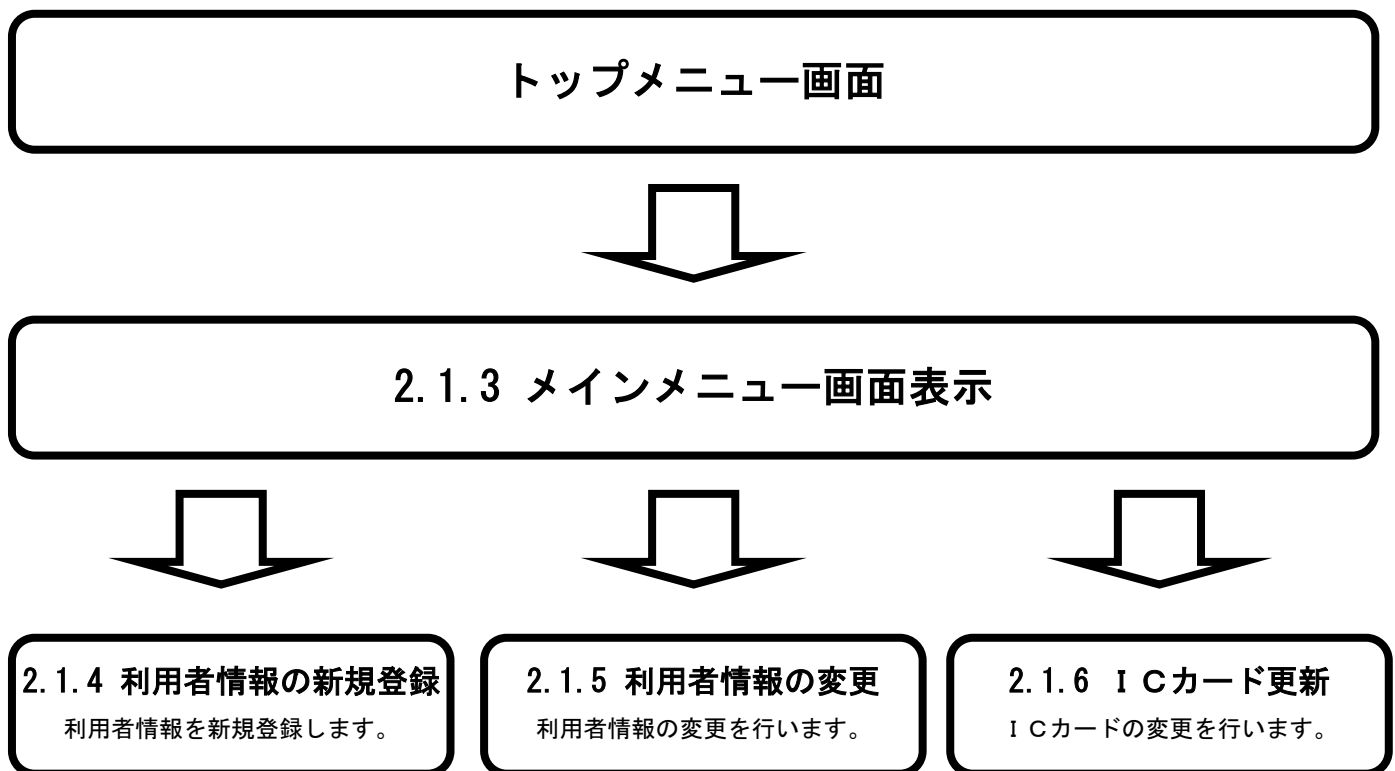 トップメニュー画面
2.1.3 メインメニュー画面表示
2.1.4 利用者情報の新規登録
利用者情報を新規登録します。
2.1.5 利用者情報の変更
利用者情報の変更を行います。
2.1.6 ＩＣカード更新
ＩＣカードの変更を行います。